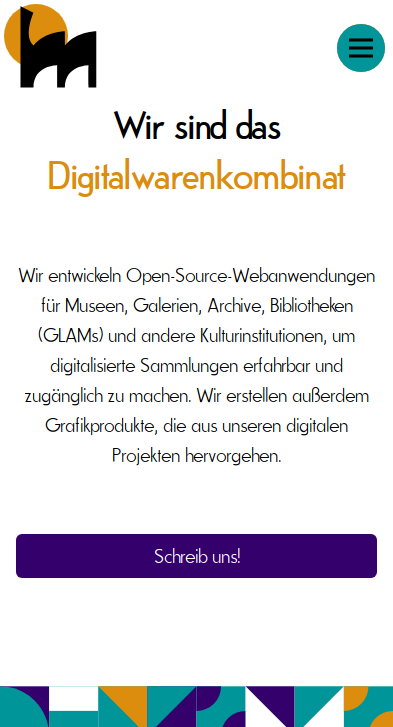 Wir sind das
Digitalwarenkombinat
Wir entwickeln Open-Source-Webanwendungen
für Museen, Galerien, Archive, Bibliotheken
(GLAMs) und andere Kulturinstitutionen, um
digitalisierte Sammlungen erfahrbar und
zugänglich zu machen. Wir erstellen außerdem
Grafikprodukte, die aus unseren digitalen
Projekten hervorgehen.
Schreib uns!